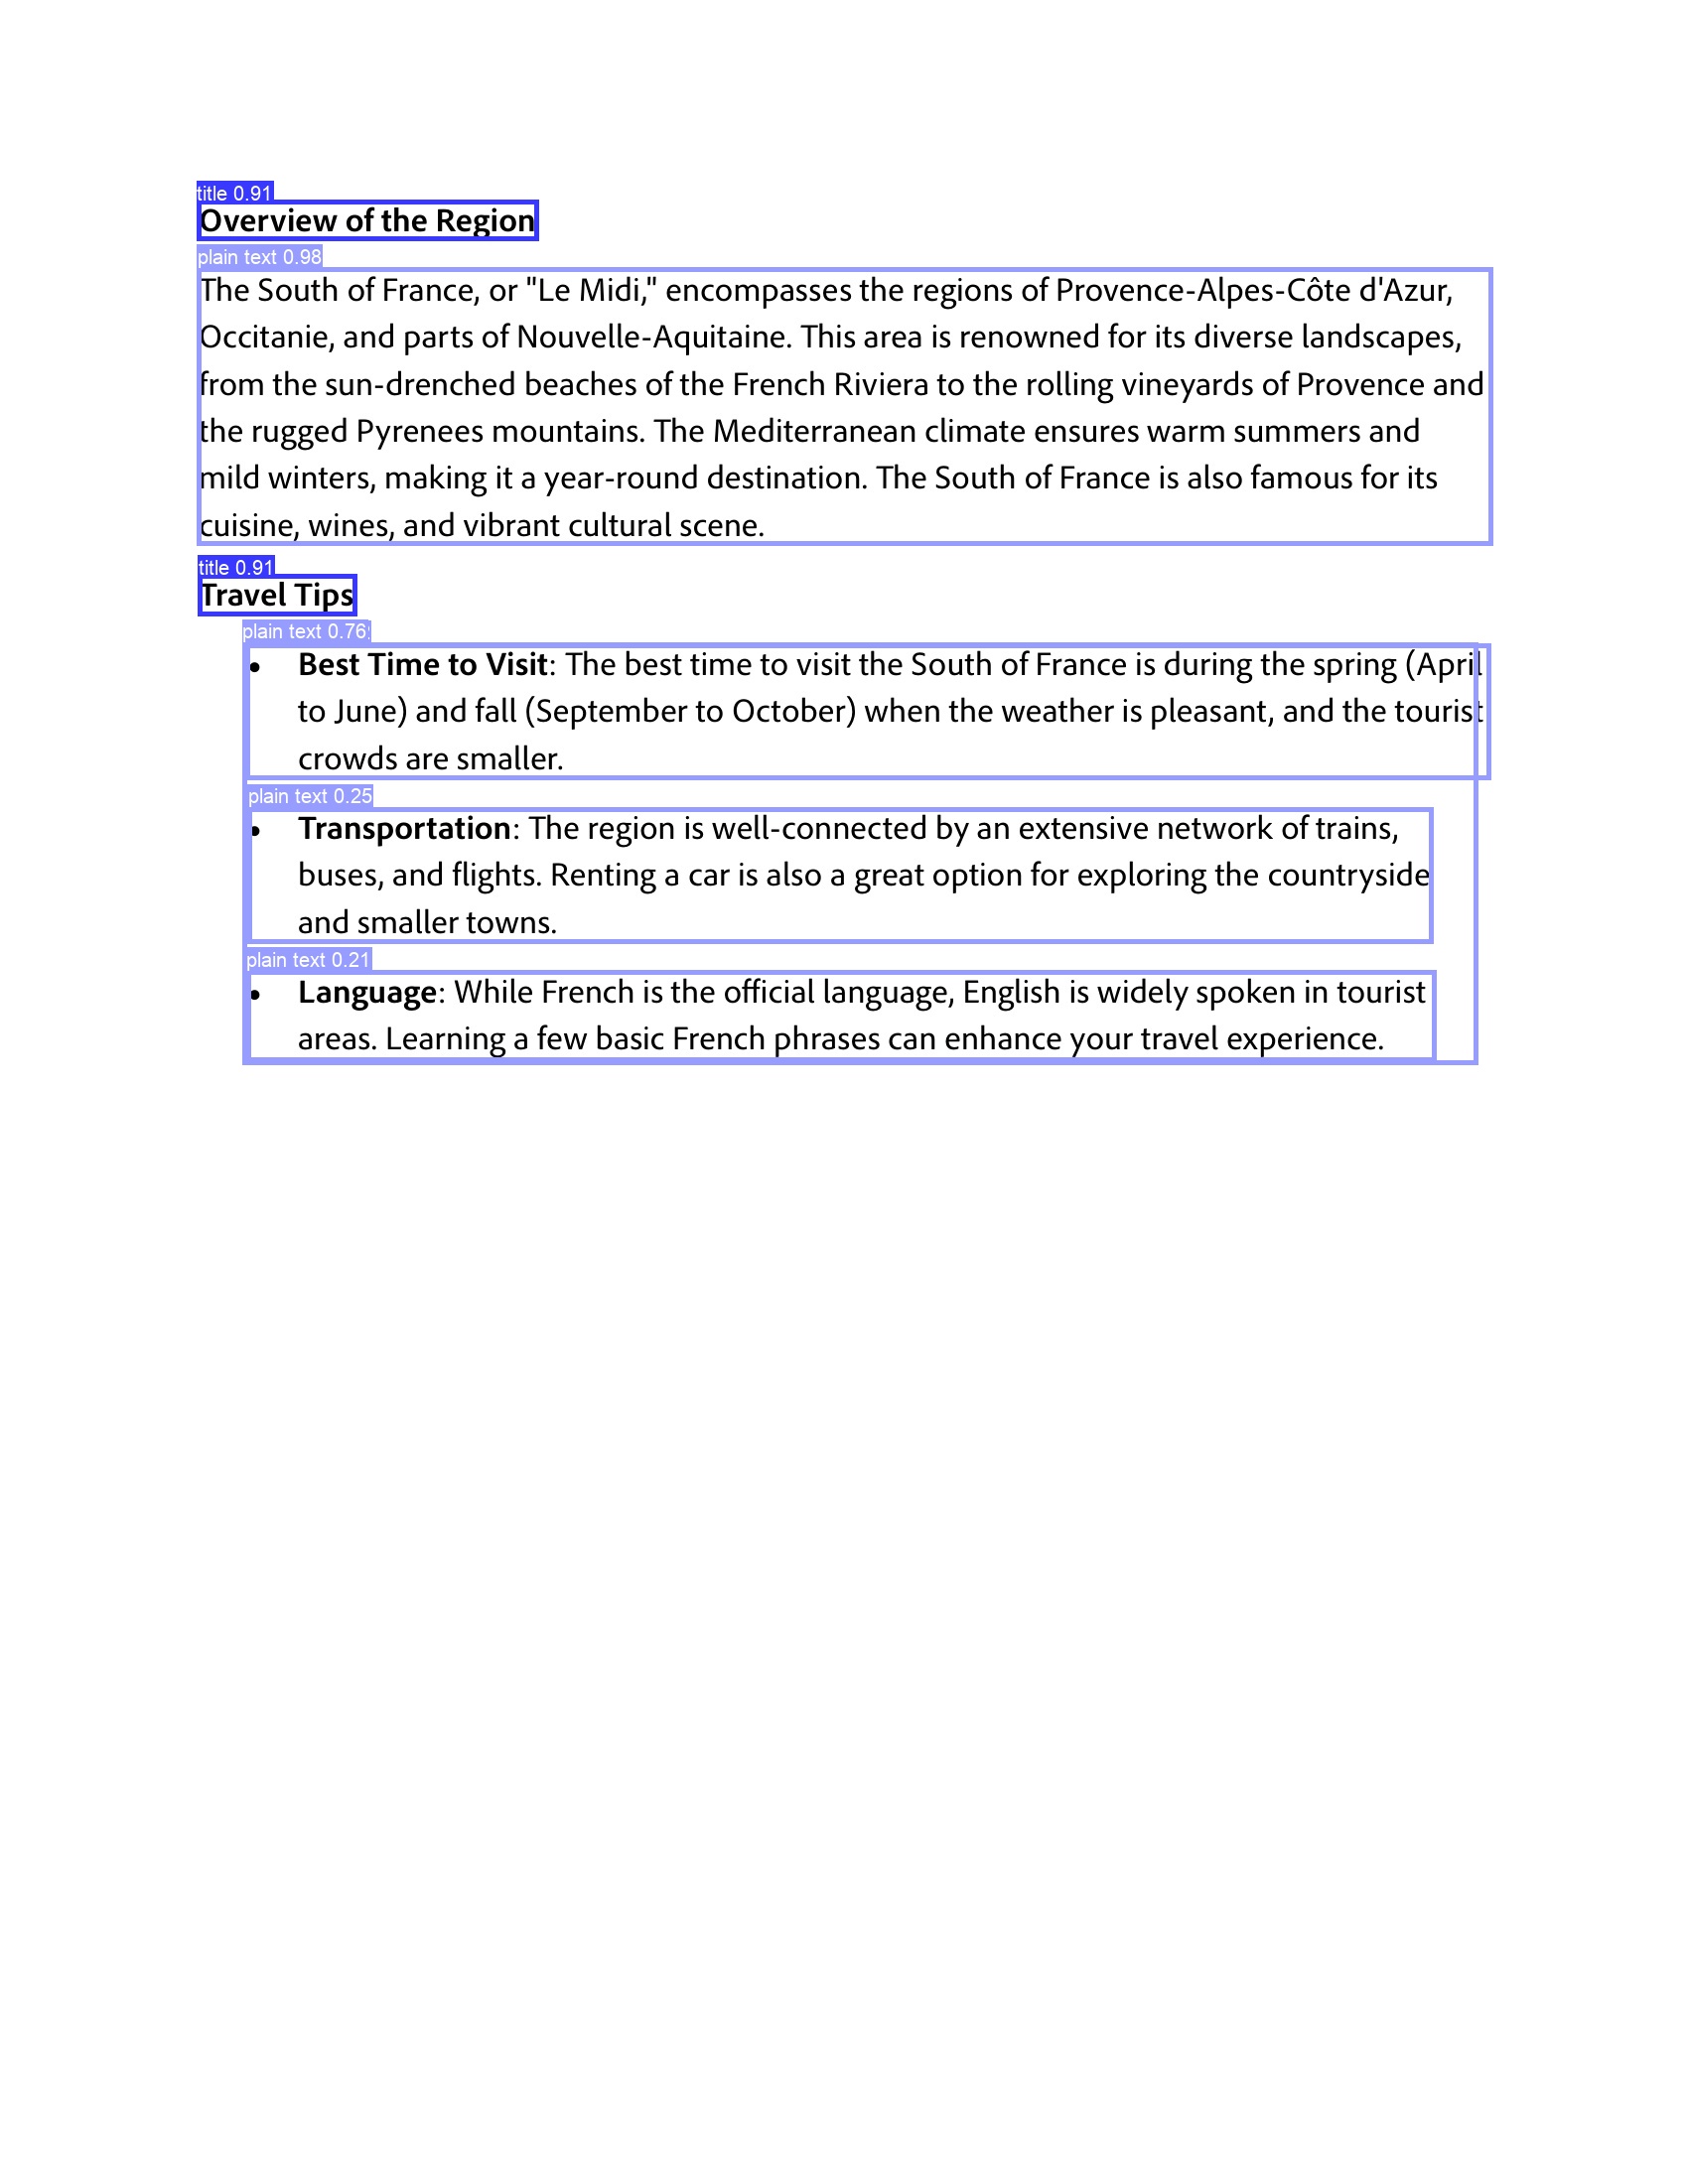 title 0.91
Overview of the Region
plain text 0.98
The South of France, or "Le Midi," encompasses the regions of Provence-Alpes-Côte d'Azur,
Occitanie, and parts of Nouvelle-Aquitaine. This area is renowned for its diverse landscapes,
from the sun-drenched beaches of the French Riviera to the rolling vineyards of Provence and
the rugged Pyrenees mountains. The Mediterranean climate ensures warm summers and
mild winters, making it a year-round destination. The South of France is also famous for its
cuisine, wines, and vibrant cultural scene.
title 0.91
Travel Tips
plain text 0.76
• Best Time to Visit: The best time to visit the South of France is during the spring (April
to June) and fall (September to October) when the weather is pleasant, and the tourist
crowds are smaller.
plain text 0.25
• Transportation: The region is well-connected by an extensive network of trains,
buses, and flights. Renting a car is also a great option for exploring the countryside
and smaller towns.
plain text 0.21
• Language: While French is the official language, English is widely spoken in tourist
areas. Learning a few basic French phrases can enhance your travel experience.